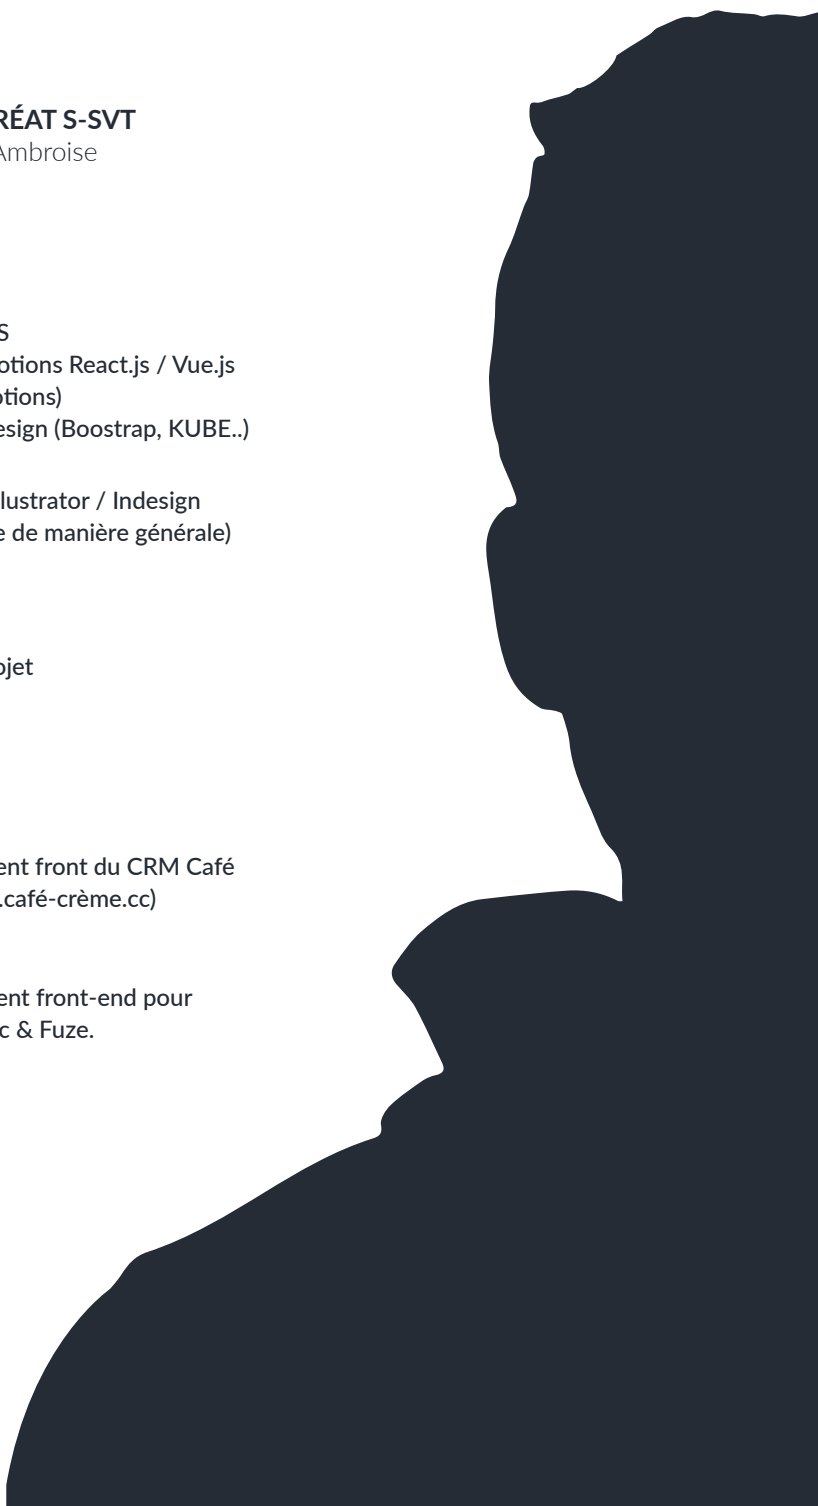 RÉAT S-SVT
Ambroise
S
otions React.js / Vue.js
otions)
esign (Boostrap, KUBE..)
lustrator / Indesign
e de manière générale)
ojet
ent front du CRM Café
.café-crème.cc)
ent front-end pour
c & Fuze.